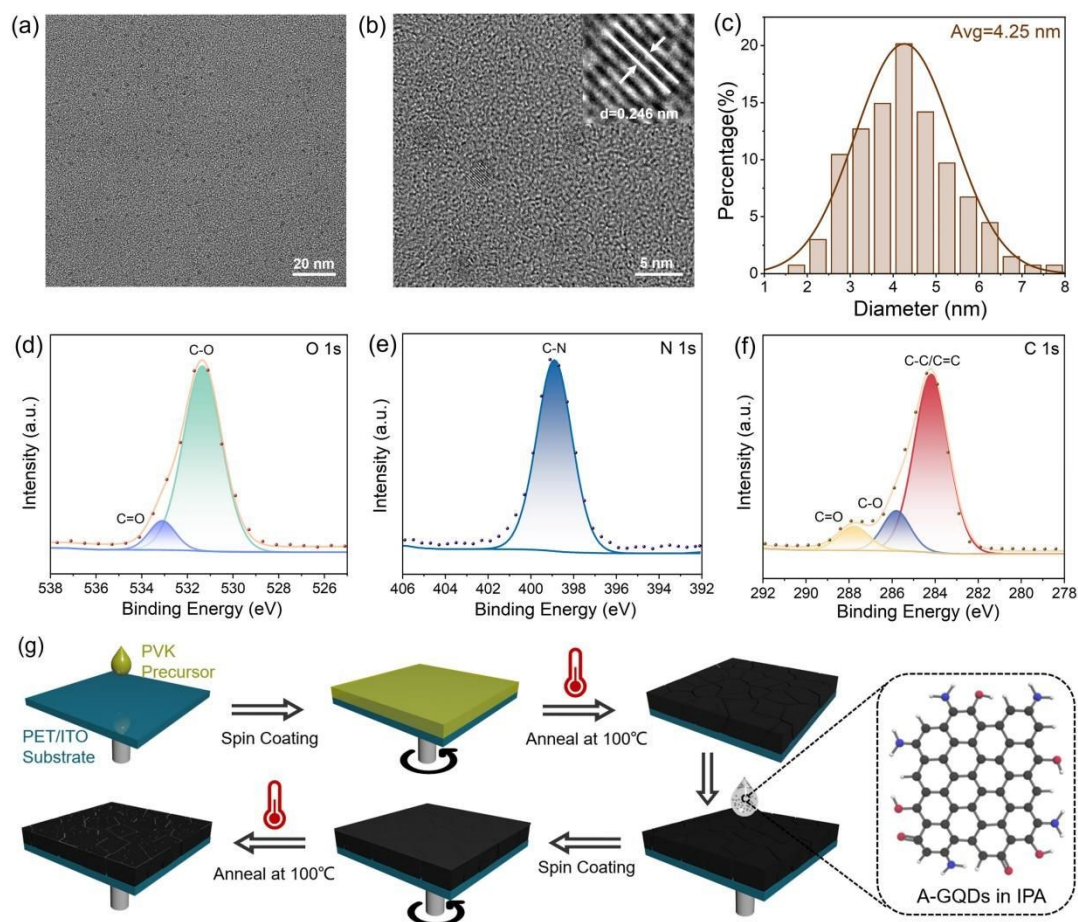 (a)
20 nm
(b)
d=0.246 nm
5 nm
(c)
Avg=4.25 nm
Percentage(%)
20
15
10
5
0
1 2 3 4 5 6 7 8
Diameter (nm)
(d)
O 1s
C-O
C=O
Intensity (a.u.)
538 536 534 532 530 528 526
Binding Energy (eV)
(e)
N 1s
C-N
Intensity (a.u.)
406 404 402 400 398 396 394 392
Binding Energy (eV)
(f)
C 1s
C-C/C=C
C-O
C=O
Intensity (a.u.)
292 290 288 286 284 282 280 278
Binding Energy (eV)
(g)
PVK
Precursor
PET/ITO
Substrate
Spin Coating
Anneal at 100℃
Spin Coating
Anneal at 100℃
A-GQDs in IPA